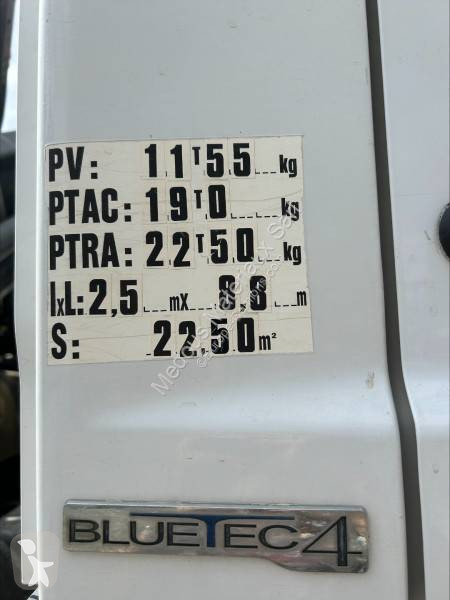 PV: 11T55 kg
PTAC: 19T0 kg
PTRA: 22T50 kg
lxL: 2,5 mx 8,8 m
S: 22,50 m²
BLUETEC4